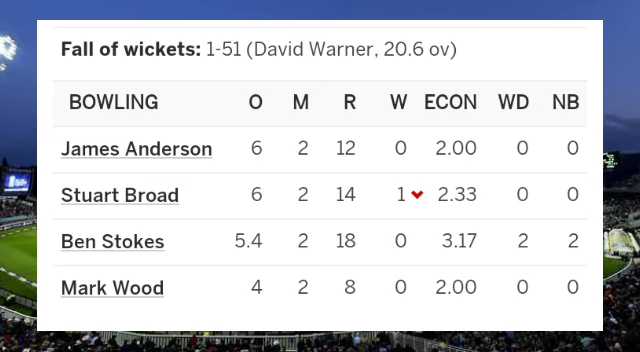 Fall of wickets: 1-51 (David Warner, 20.6 ov)
BOWLING O M R W ECON WD NB
James Anderson 6 2 12 0 2.00 0 0
Stuart Broad 6 2 14 1 2.33 0 0
Ben Stokes 5.4 2 18 0 3.17 2 2
Mark Wood 4 2 8 0 2.00 0 0